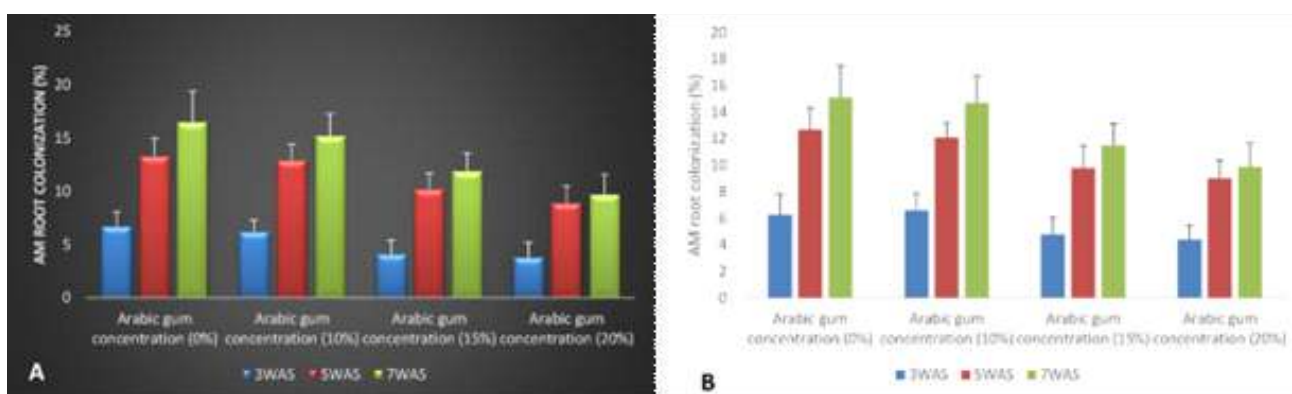 25
20
15
10
5
0
AM ROOT COLONIZATION (%)
Arabic gum
concentration (0%)
Arabic gum
concentration (10%)
Arabic gum
concentration (15%)
Arabic gum
concentration (20%)
3WAS 5WAS 7WAS
A
20
18
16
14
12
10
8
6
4
2
0
AM root colonization (%)
Arabic gum
concentration (0%)
Arabic gum
concentration (10%)
Arabic gum
concentration (15%)
Arabic gum
concentration (20%)
3WAS 5WAS 7WAS
B